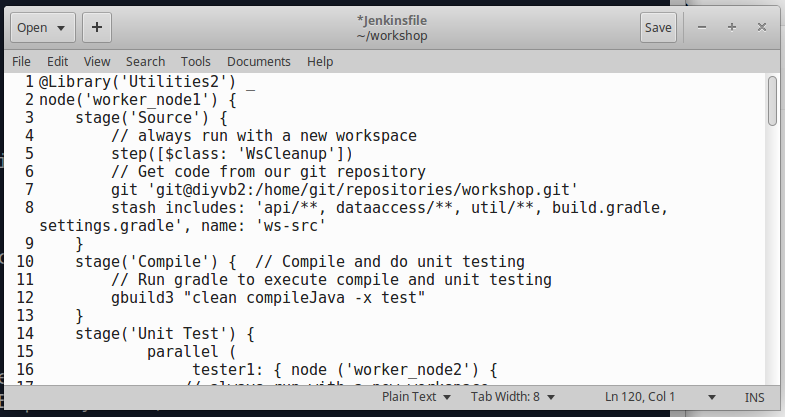 Open
+
*Jenkinsfile
~/workshop
Save
File Edit View Search Tools Documents Help
1 @Library('Utilities2') _
2 node('worker_node1') {
3     stage('Source') {
4         // always run with a new workspace
5         step([$class: 'WsCleanup'])
6         // Get code from our git repository
7         git 'git@diyvb2:/home/git/repositories/workshop.git'
8         stash includes: 'api/**, dataaccess/**, util/**, build.gradle,
settings.gradle', name: 'ws-src'
9     }
10     stage('Compile') {  // Compile and do unit testing
11         // Run gradle to execute compile and unit testing
12         gbuild3 "clean compileJava -x test"
13     }
14     stage('Unit Test') {
15             parallel (
16                  tester1: { node ('worker_node2') {
17                 // always run with a new workspace
Plain Text Tab Width: 8 Ln 120, Col 1 INS